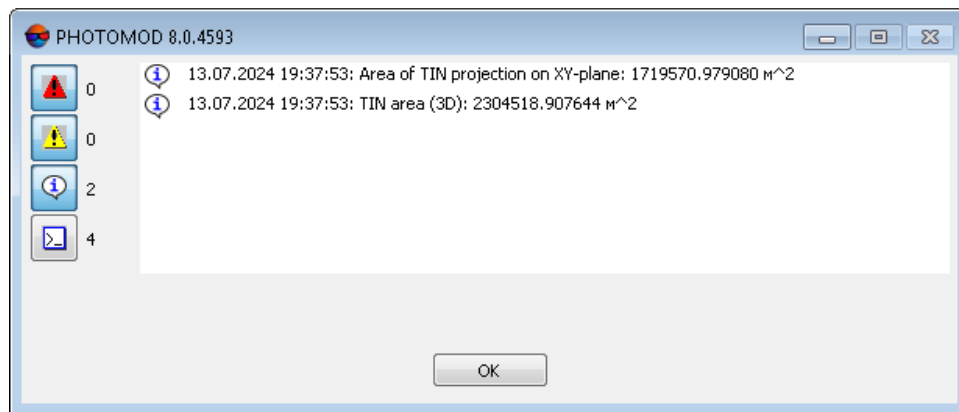 PHOTOMOD 8.0.4593
0
13.07.2024 19:37:53: Area of TIN projection on XY-plane: 1719570.979080 м^2
13.07.2024 19:37:53: TIN area (3D): 2304518.907644 м^2
0
2
4
OK